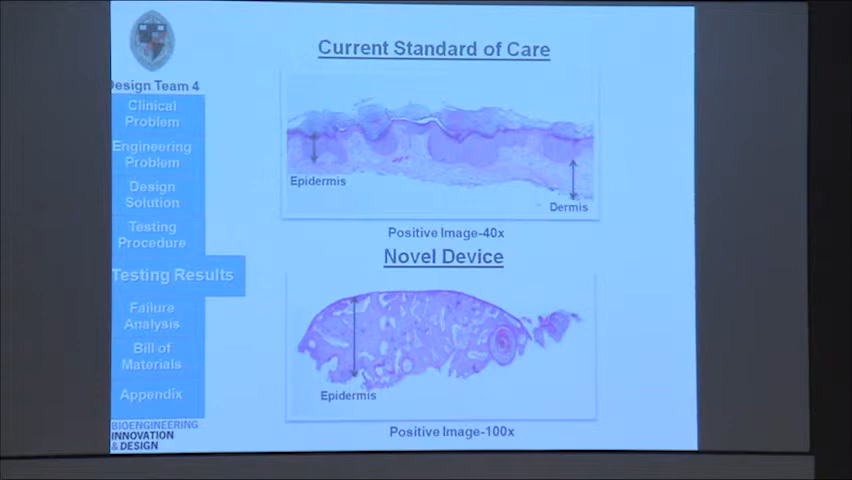 Design Team 4
Clinical
Problem
Engineering
Problem
Design
Solution
Testing
Procedure
Testing Results
Failure
Analysis
Bill of
Materials
Appendix
BIOENGINEERING
INNOVATION
& DESIGN
Current Standard of Care
Epidermis
Dermis
Positive Image-40x
Novel Device
Epidermis
Positive Image-100x